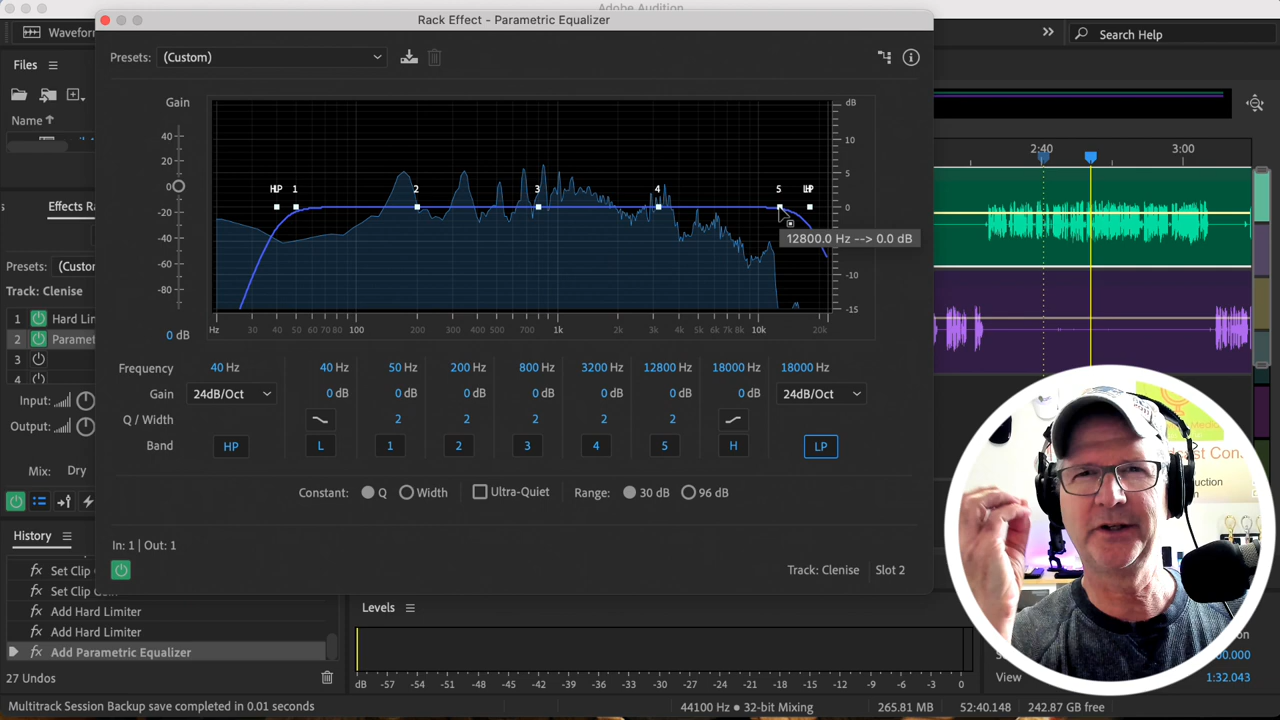 Adobe Audition
Rack Effect - Parametric Equalizer
Waveform
Search Help
Presets: (Custom)
Files
Name
Gain
dB
40
20
0
-20
-40
-60
-80
0 dB
HP 1 2 3 4 5 LP
10
5
0
-10
-15
12800.0 Hz --> 0.0 dB
Hz 30 40 50 60 70 100 200 300 400 1k 2k 3k 4k 5k 6k 7k 8k 10k 20k
2:40 3:00
Effects Ra
Presets: (Custo
Track: Clenise
1 Hard Lin
2 Paramet
3
4
Input:
Output:
Mix: Dry
Frequency 40 Hz 40 Hz 50 Hz 200 Hz 800 Hz 3200 Hz 12800 Hz 18000 Hz 18000 Hz
Gain 24dB/Oct 0 dB 0 dB 0 dB 0 dB 0 dB 0 dB 0 dB 24dB/Oct
Q / Width 2 2 2 2 2
Band HP L 1 2 3 4 5 H LP
Constant: Q Width Ultra-Quiet Range: 30 dB 96 dB
In: 1 | Out: 1
Track: Clenise Slot 2
History
Set Clip
Set Clip Gain
Add Hard Limiter
Add Hard Limiter
Add Parametric Equalizer
27 Undos
Levels
dB -57 -54 -51 -48 -45 -42 -39 -36 -33 -30 -27 -24 -21 -18 -15 -12 -9 -6 -3 0
View 1:32.043
Multitrack Session Backup save completed in 0.01 seconds
44100 Hz ● 32-bit Mixing 265.81 MB 52:40.148 242.87 GB free